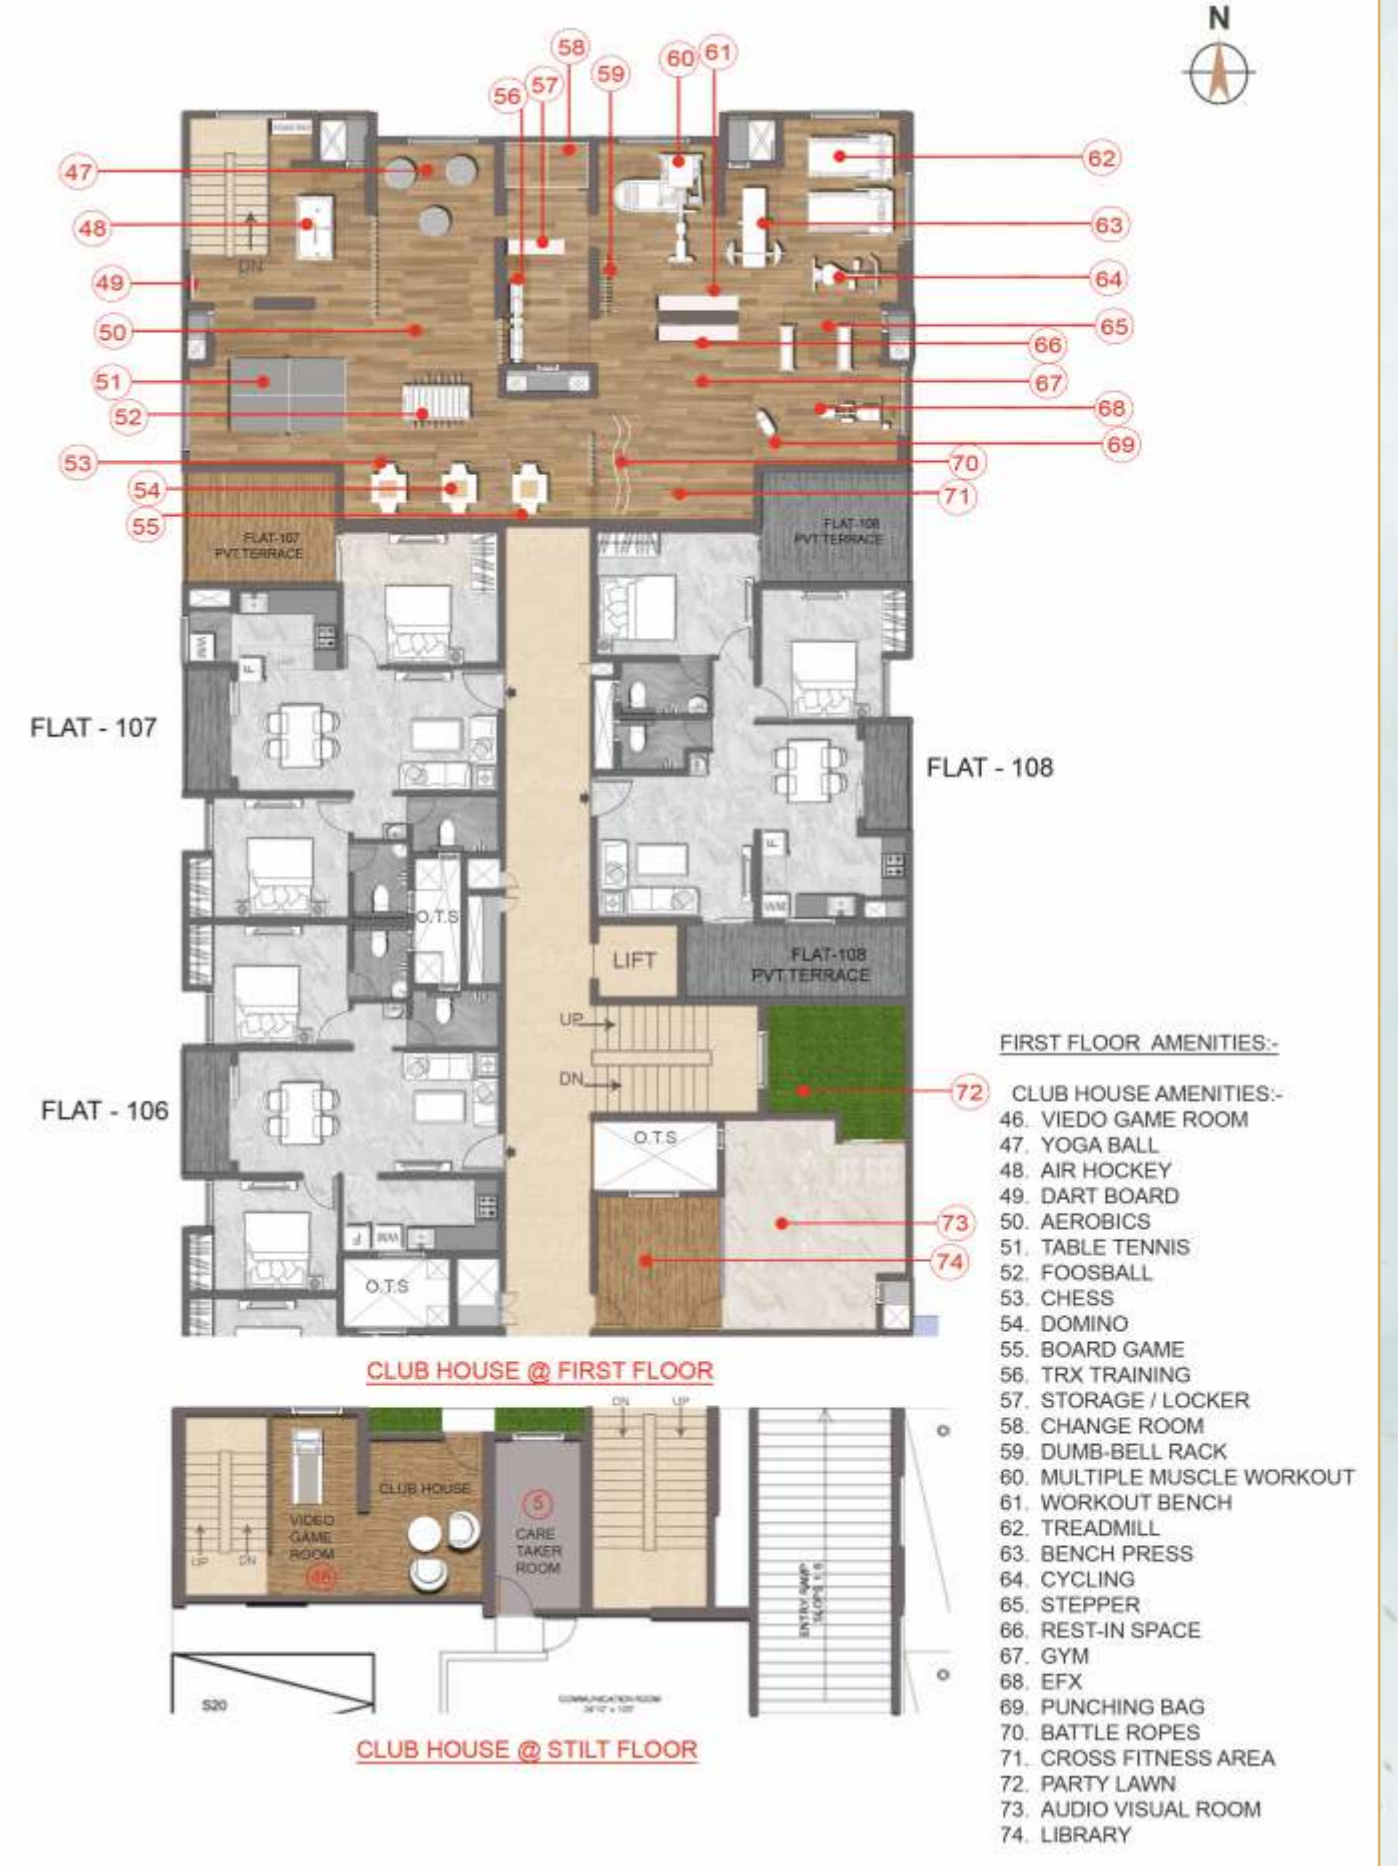 N
58
60
61
57
59
56
47
62
48
63
49
64
50
65
66
51
67
52
68
69
53
70
54
71
55
DN
FLAT-107
PVT.TERRACE
FLAT-108
PVT.TERRACE
WM
F
FLAT - 107
FLAT - 108
F
WM
O.T.S
LIFT
FLAT-108
PVT.TERRACE
UP
DN
72
FLAT - 106
O.T.S
73
74
F
WM
O.T.S
CLUB HOUSE @ FIRST FLOOR
DN
UP
CLUB HOUSE
VIDEO
GAME
ROOM
46
5
CARE
TAKER
ROOM
UP
DN
ENTRY RAMP
SLOPE 1:8
S20
COMMUNICATION ROOM
CLUB HOUSE @ STILT FLOOR
FIRST FLOOR AMENITIES:-
CLUB HOUSE AMENITIES:-
46. VIEDO GAME ROOM
47. YOGA BALL
48. AIR HOCKEY
49. DART BOARD
50. AEROBICS
51. TABLE TENNIS
52. FOOSBALL
53. CHESS
54. DOMINO
55. BOARD GAME
56. TRX TRAINING
57. STORAGE / LOCKER
58. CHANGE ROOM
59. DUMB-BELL RACK
60. MULTIPLE MUSCLE WORKOUT
61. WORKOUT BENCH
62. TREADMILL
63. BENCH PRESS
64. CYCLING
65. STEPPER
66. REST-IN SPACE
67. GYM
68. EFX
69. PUNCHING BAG
70. BATTLE ROPES
71. CROSS FITNESS AREA
72. PARTY LAWN
73. AUDIO VISUAL ROOM
74. LIBRARY